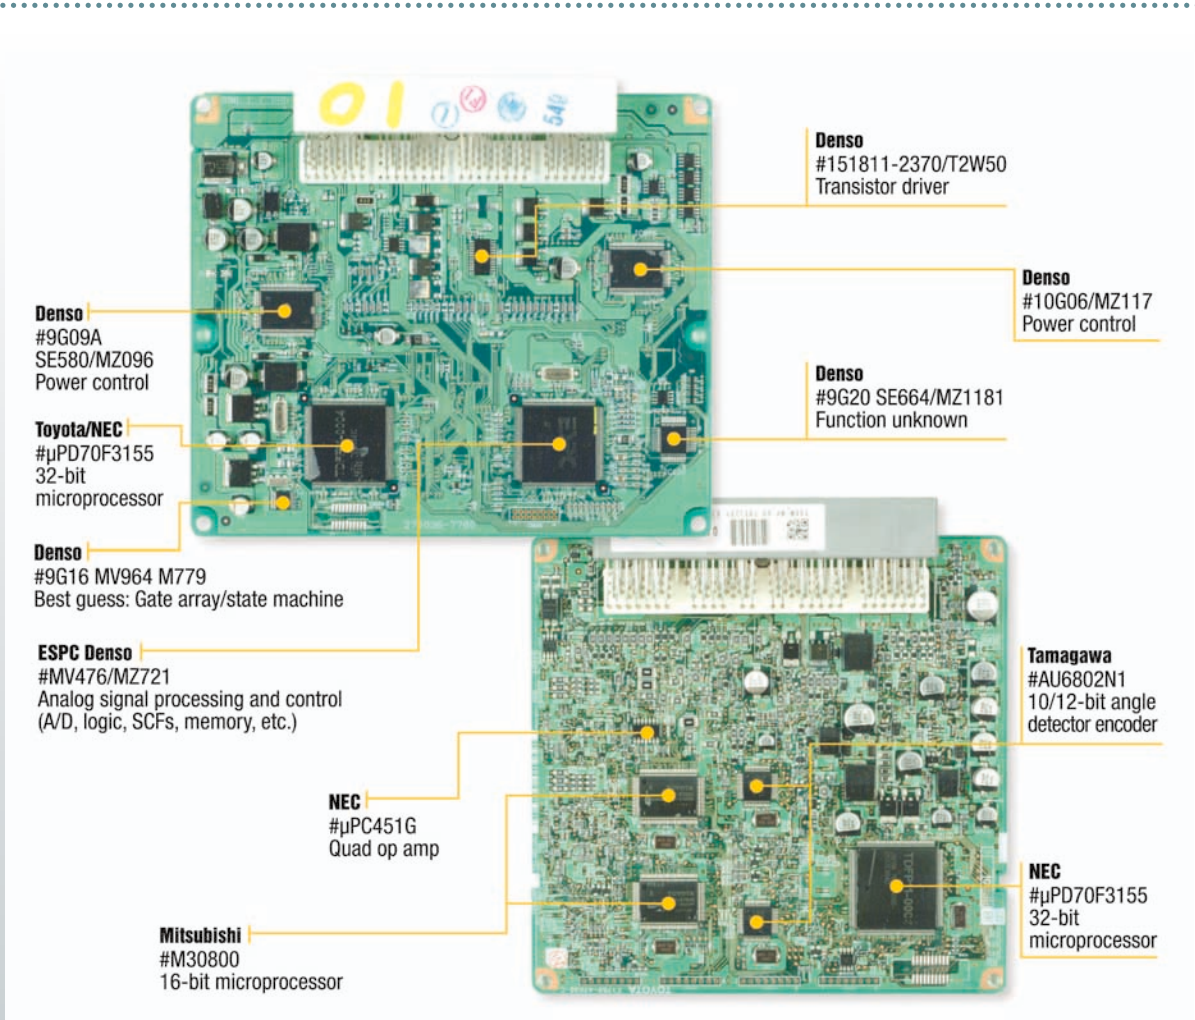 01
Denso
#151811-2370/T2W50
Transistor driver
Denso
#10G06/MZ117
Power control
Denso
#9G09A
SE580/MZ096
Power control
Denso
#9G20 SE664/MZ1181
Function unknown
Toyota/NEC
#µPD70F3155
32-bit
microprocessor
Denso
#9G16 MV964 M779
Best guess: Gate array/state machine
ESPC Denso
#MV476/MZ721
Analog signal processing and control
(A/D, logic, SCFs, memory, etc.)
Tamagawa
#AU6802N1
10/12-bit angle
detector encoder
NEC
#µPC451G
Quad op amp
NEC
#µPD70F3155
32-bit
microprocessor
Mitsubishi
#M30800
16-bit microprocessor
TOYOTA